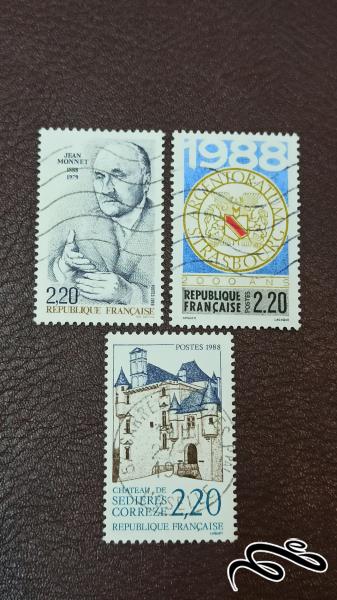 JEAN
MONNET
1888
1979
2,20
REPUBLIQUE FRANÇAISE
1988
ARGENTORATUM
STRASBOURG
2000 ANS
REPUBLIQUE
FRANÇAISE
POSTES
2.20
POSTES 1988
CHATEAU DE
SEDIERES
CORREZE
2,20
REPUBLIQUE FRANÇAISE